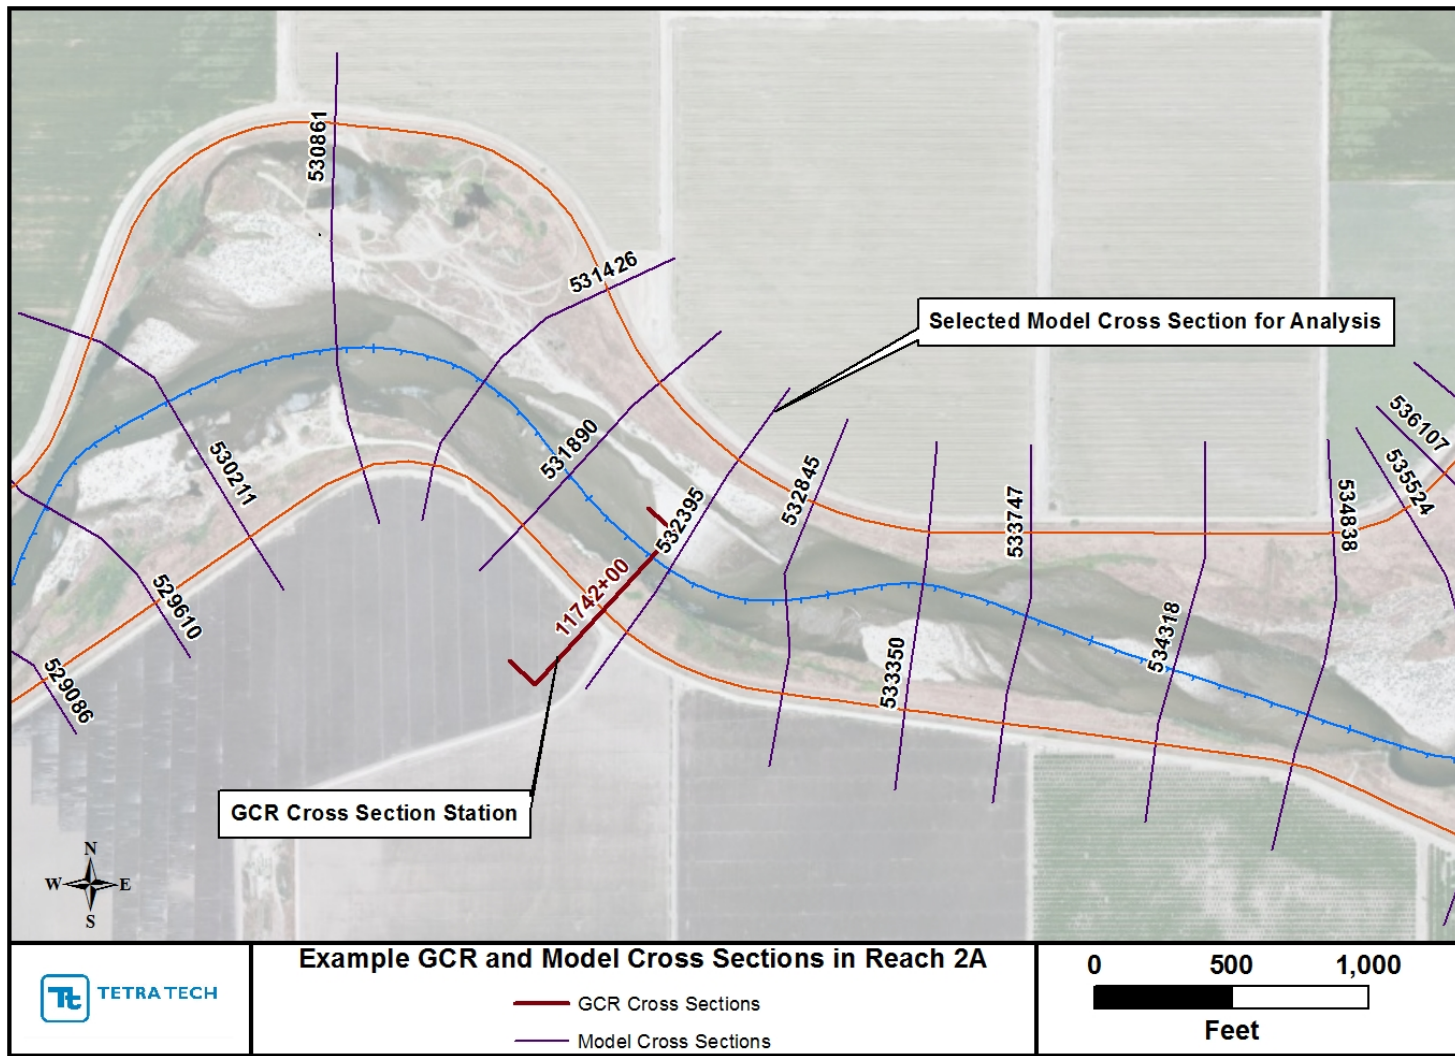 530861
531426
Selected Model Cross Section for Analysis
536107
531890
530211
532845
535524
532395
533747
534838
11742+00
529610
534318
533350
529086
GCR Cross Section Station
N
W E
S
Example GCR and Model Cross Sections in Reach 2A
Tt TETRA TECH
GCR Cross Sections
Model Cross Sections
0 500 1,000
Feet